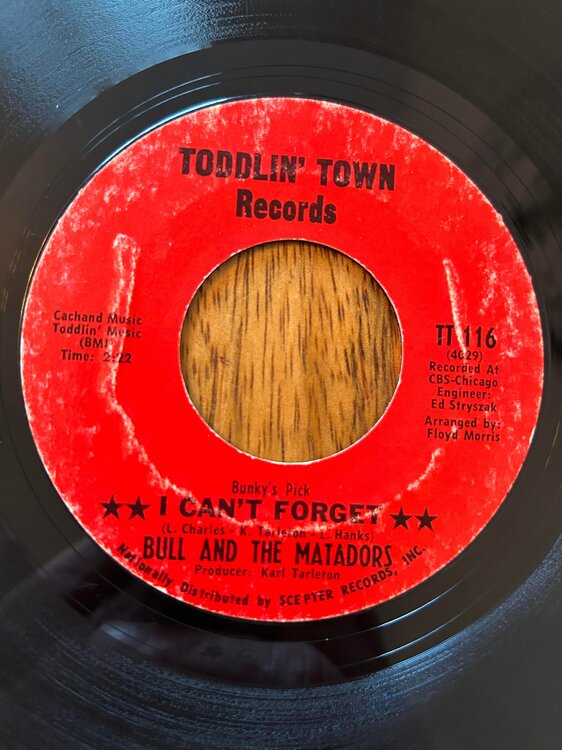 TODDLIN' TOWN
Records
Cachand Music
Toddlin' Music
(BMI)
Time: 2:22
TT 116
(4029)
Recorded At
CBS-Chicago
Engineer:
Ed Stryszak
Arranged by:
Floyd Morris
Bunky's Pick
★★ I CAN'T FORGET ★★
(L. Charles - K. Tarleton - L. Hanks)
BULL AND THE MATADORS
Producer: Karl Tarleton
Nationally Distributed by SCEPTER RECORDS, INC.